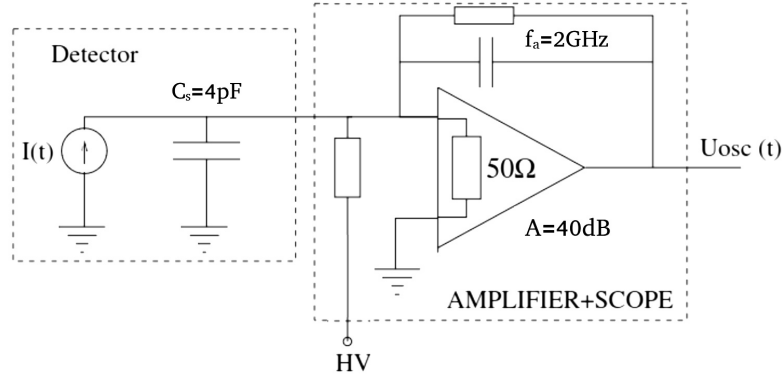 Detector
Cₛ=4pF
I(t)
fₐ=2GHz
50Ω
Uosc (t)
A=40dB
AMPLIFIER+SCOPE
HV